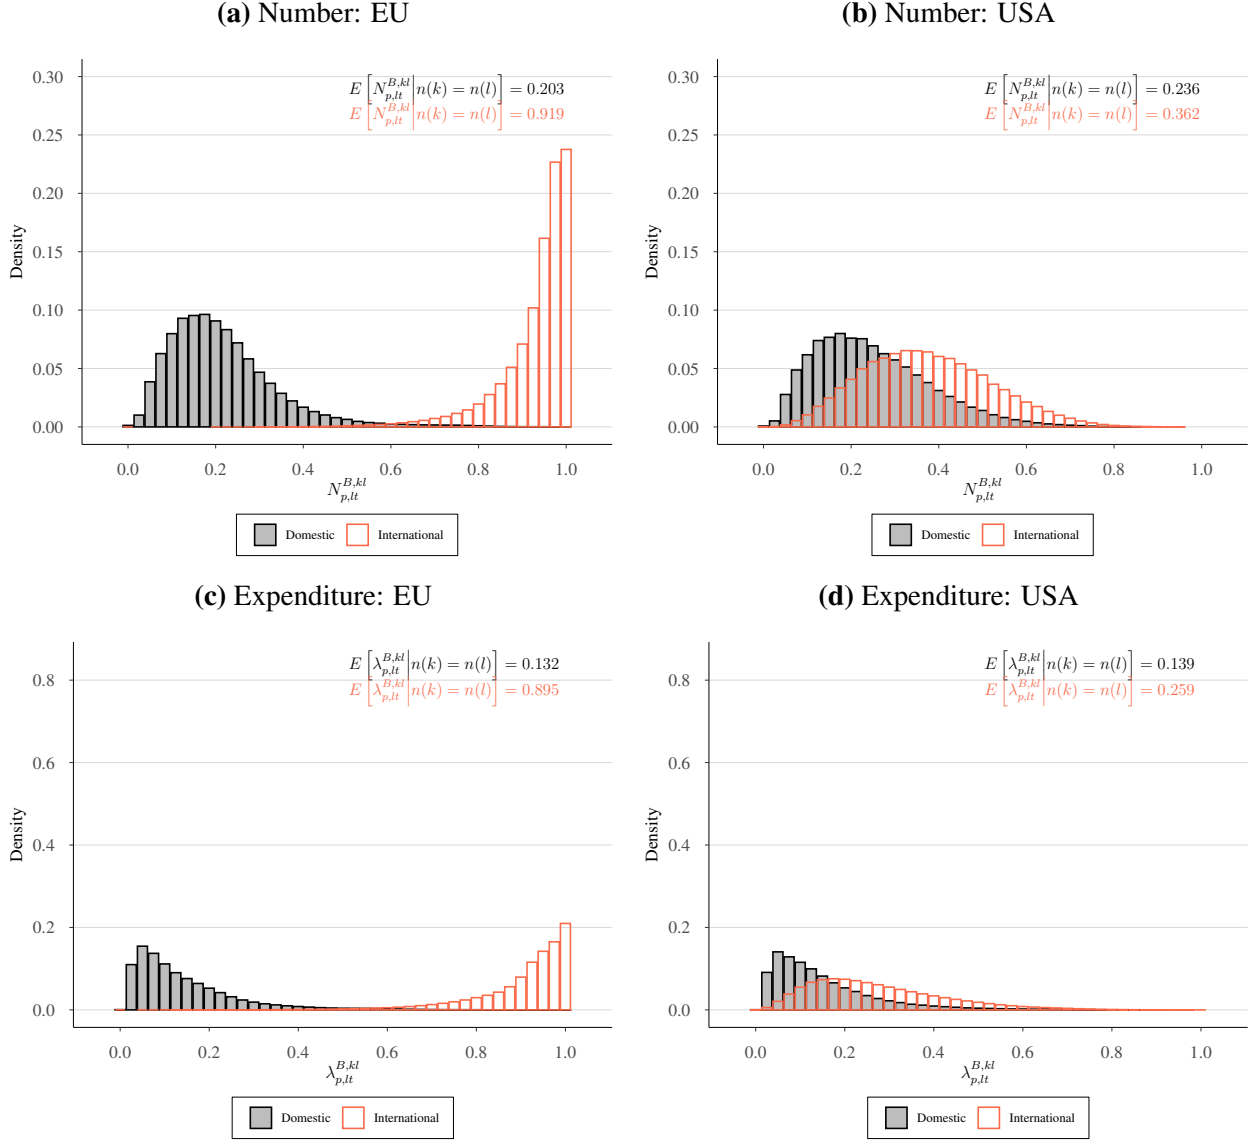 (a) Number: EU
E [N^{B,kl}_{p,lt} | n(k) = n(l)] = 0.203
E [N^{B,kl}_{p,lt} | n(k) = n(l)] = 0.919
0.30
0.25
0.20
0.15
0.10
0.05
0.00
Density
0.0 0.2 0.4 0.6 0.8 1.0
N^{B,kl}_{p,lt}
Domestic International
(b) Number: USA
E [N^{B,kl}_{p,lt} | n(k) = n(l)] = 0.236
E [N^{B,kl}_{p,lt} | n(k) = n(l)] = 0.362
0.30
0.25
0.20
0.15
0.10
0.05
0.00
Density
0.0 0.2 0.4 0.6 0.8 1.0
N^{B,kl}_{p,lt}
Domestic International
(c) Expenditure: EU
E [λ^{B,kl}_{p,lt} | n(k) = n(l)] = 0.132
E [λ^{B,kl}_{p,lt} | n(k) = n(l)] = 0.895
0.8
0.6
0.4
0.2
0.0
Density
0.0 0.2 0.4 0.6 0.8 1.0
λ^{B,kl}_{p,lt}
Domestic International
(d) Expenditure: USA
E [λ^{B,kl}_{p,lt} | n(k) = n(l)] = 0.139
E [λ^{B,kl}_{p,lt} | n(k) = n(l)] = 0.259
0.8
0.6
0.4
0.2
0.0
Density
0.0 0.2 0.4 0.6 0.8 1.0
λ^{B,kl}_{p,lt}
Domestic International